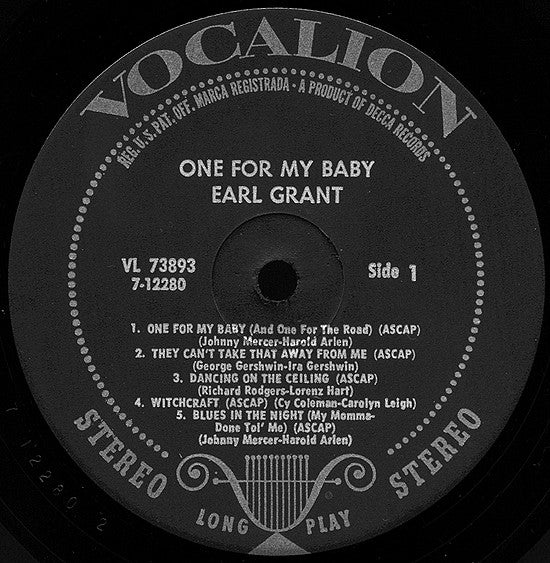 VOCALION
REG. U.S. PAT. OFF. MARCA REGISTRADA • A PRODUCT OF DECCA RECORDS
ONE FOR MY BABY
EARL GRANT
VL 73893
7-12280
Side 1
1. ONE FOR MY BABY (And One For The Road) (ASCAP)
(Johnny Mercer-Harold Arlen)
2. THEY CAN'T TAKE THAT AWAY FROM ME (ASCAP)
(George Gershwin-Ira Gershwin)
3. DANCING ON THE CEILING (ASCAP)
(Richard Rodgers-Lorenz Hart)
4. WITCHCRAFT (ASCAP) (Cy Coleman-Carolyn Leigh)
5. BLUES IN THE NIGHT (My Momma-
Done Tol' Me) (ASCAP)
(Johnny Mercer-Harold Arlen)
STEREO
LONG PLAY
STEREO